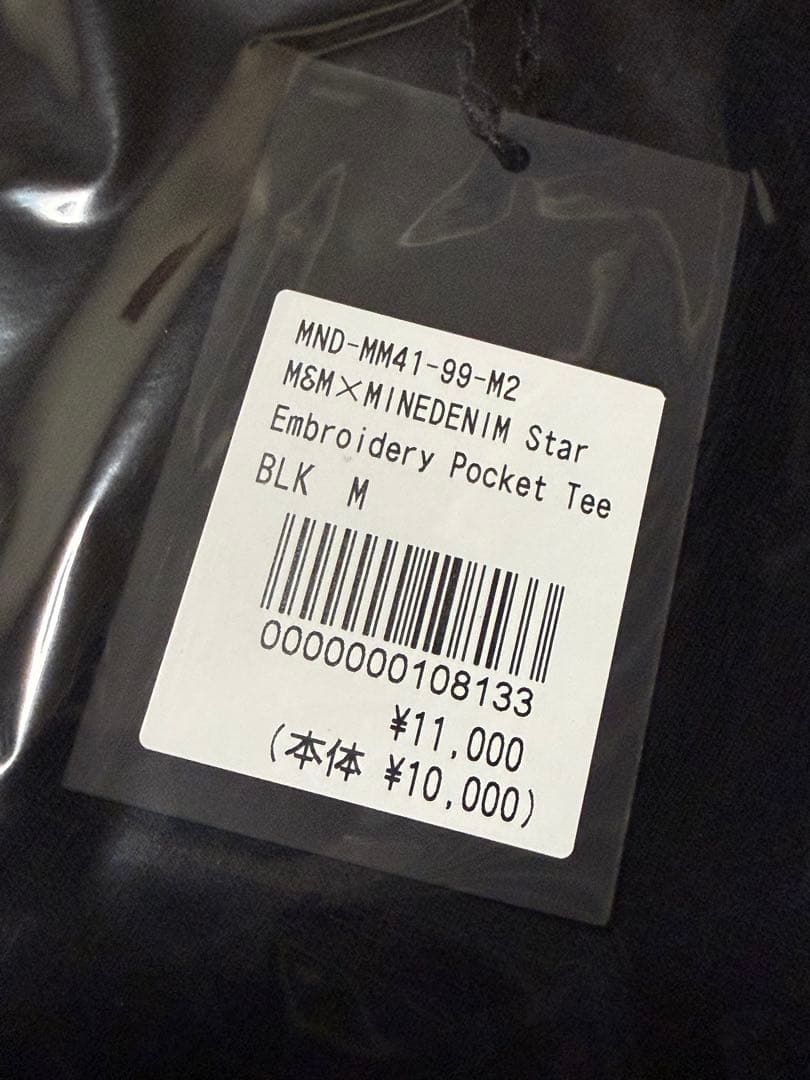 MND-MM41-99-M2
M&M×MINEDENIM Star
Embroidery Pocket Tee
BLK M
0000000108133
¥11,000
(本体 ¥10,000)